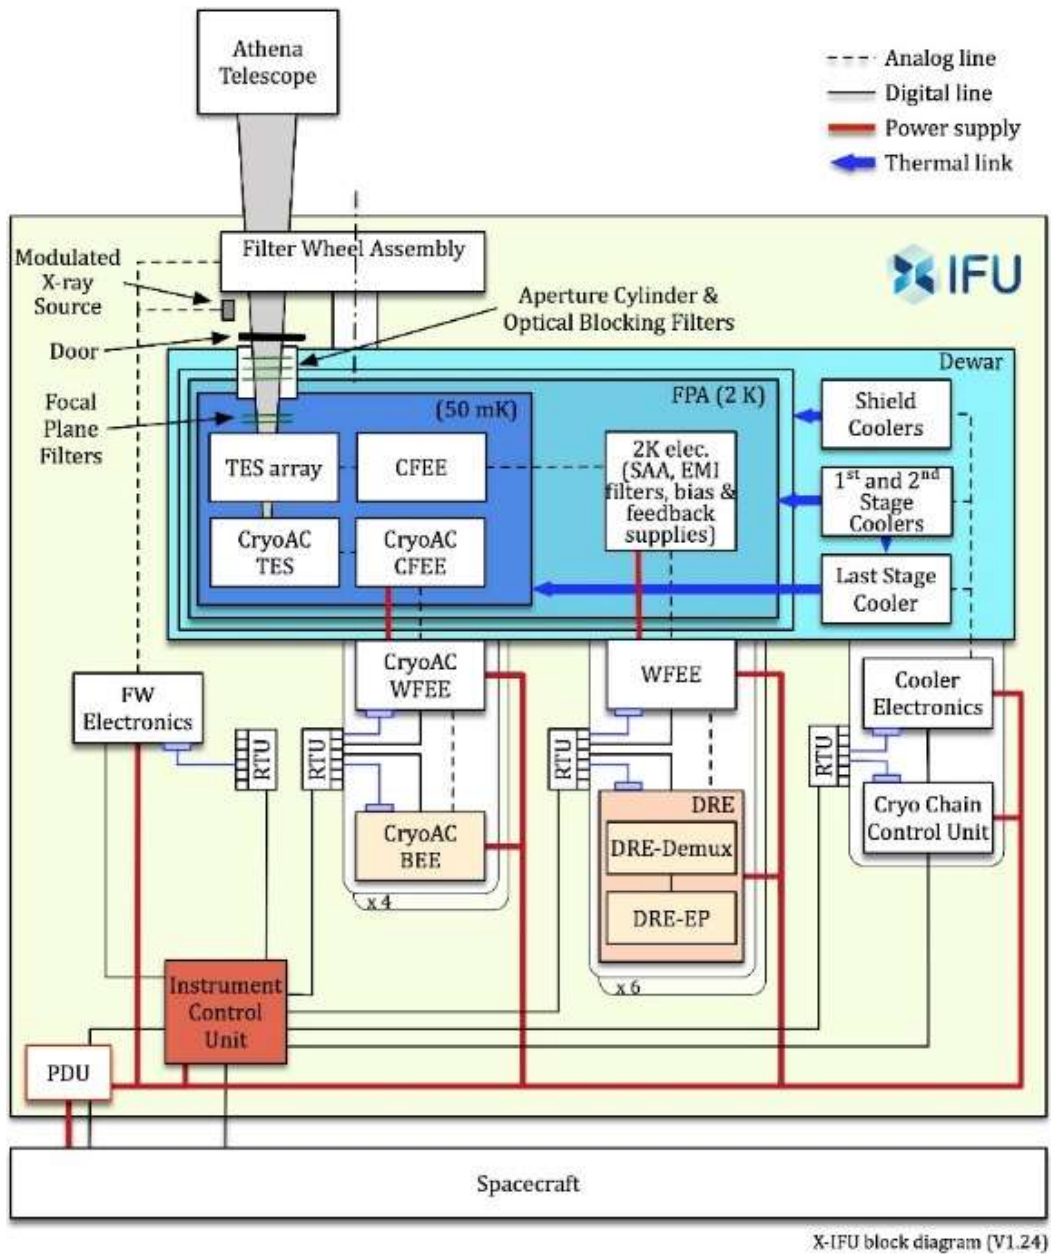 Athena
Telescope
Analog line
Digital line
Power supply
Thermal link
Filter Wheel Assembly
Modulated
X-ray
Source
X IFU
Aperture Cylinder &
Optical Blocking Filters
Door
Dewar
Focal
Plane
Filters
(50 mK)
FPA (2 K)
Shield
Coolers
TES array
CFEE
2K elec.
(SAA, EMI
filters, bias &
feedback
supplies)
1st and 2nd
Stage
Coolers
CryoAC
TES
CryoAC
CFEE
Last Stage
Cooler
FW
Electronics
CryoAC
WFEE
WFEE
Cooler
Electronics
RTU
RTU
RTU
RTU
CryoAC
BEE
x 4
DRE
DRE-Demux
DRE-EP
x 6
Cryo Chain
Control Unit
Instrument
Control
Unit
PDU
Spacecraft
X-IFU block diagram (V1.24)